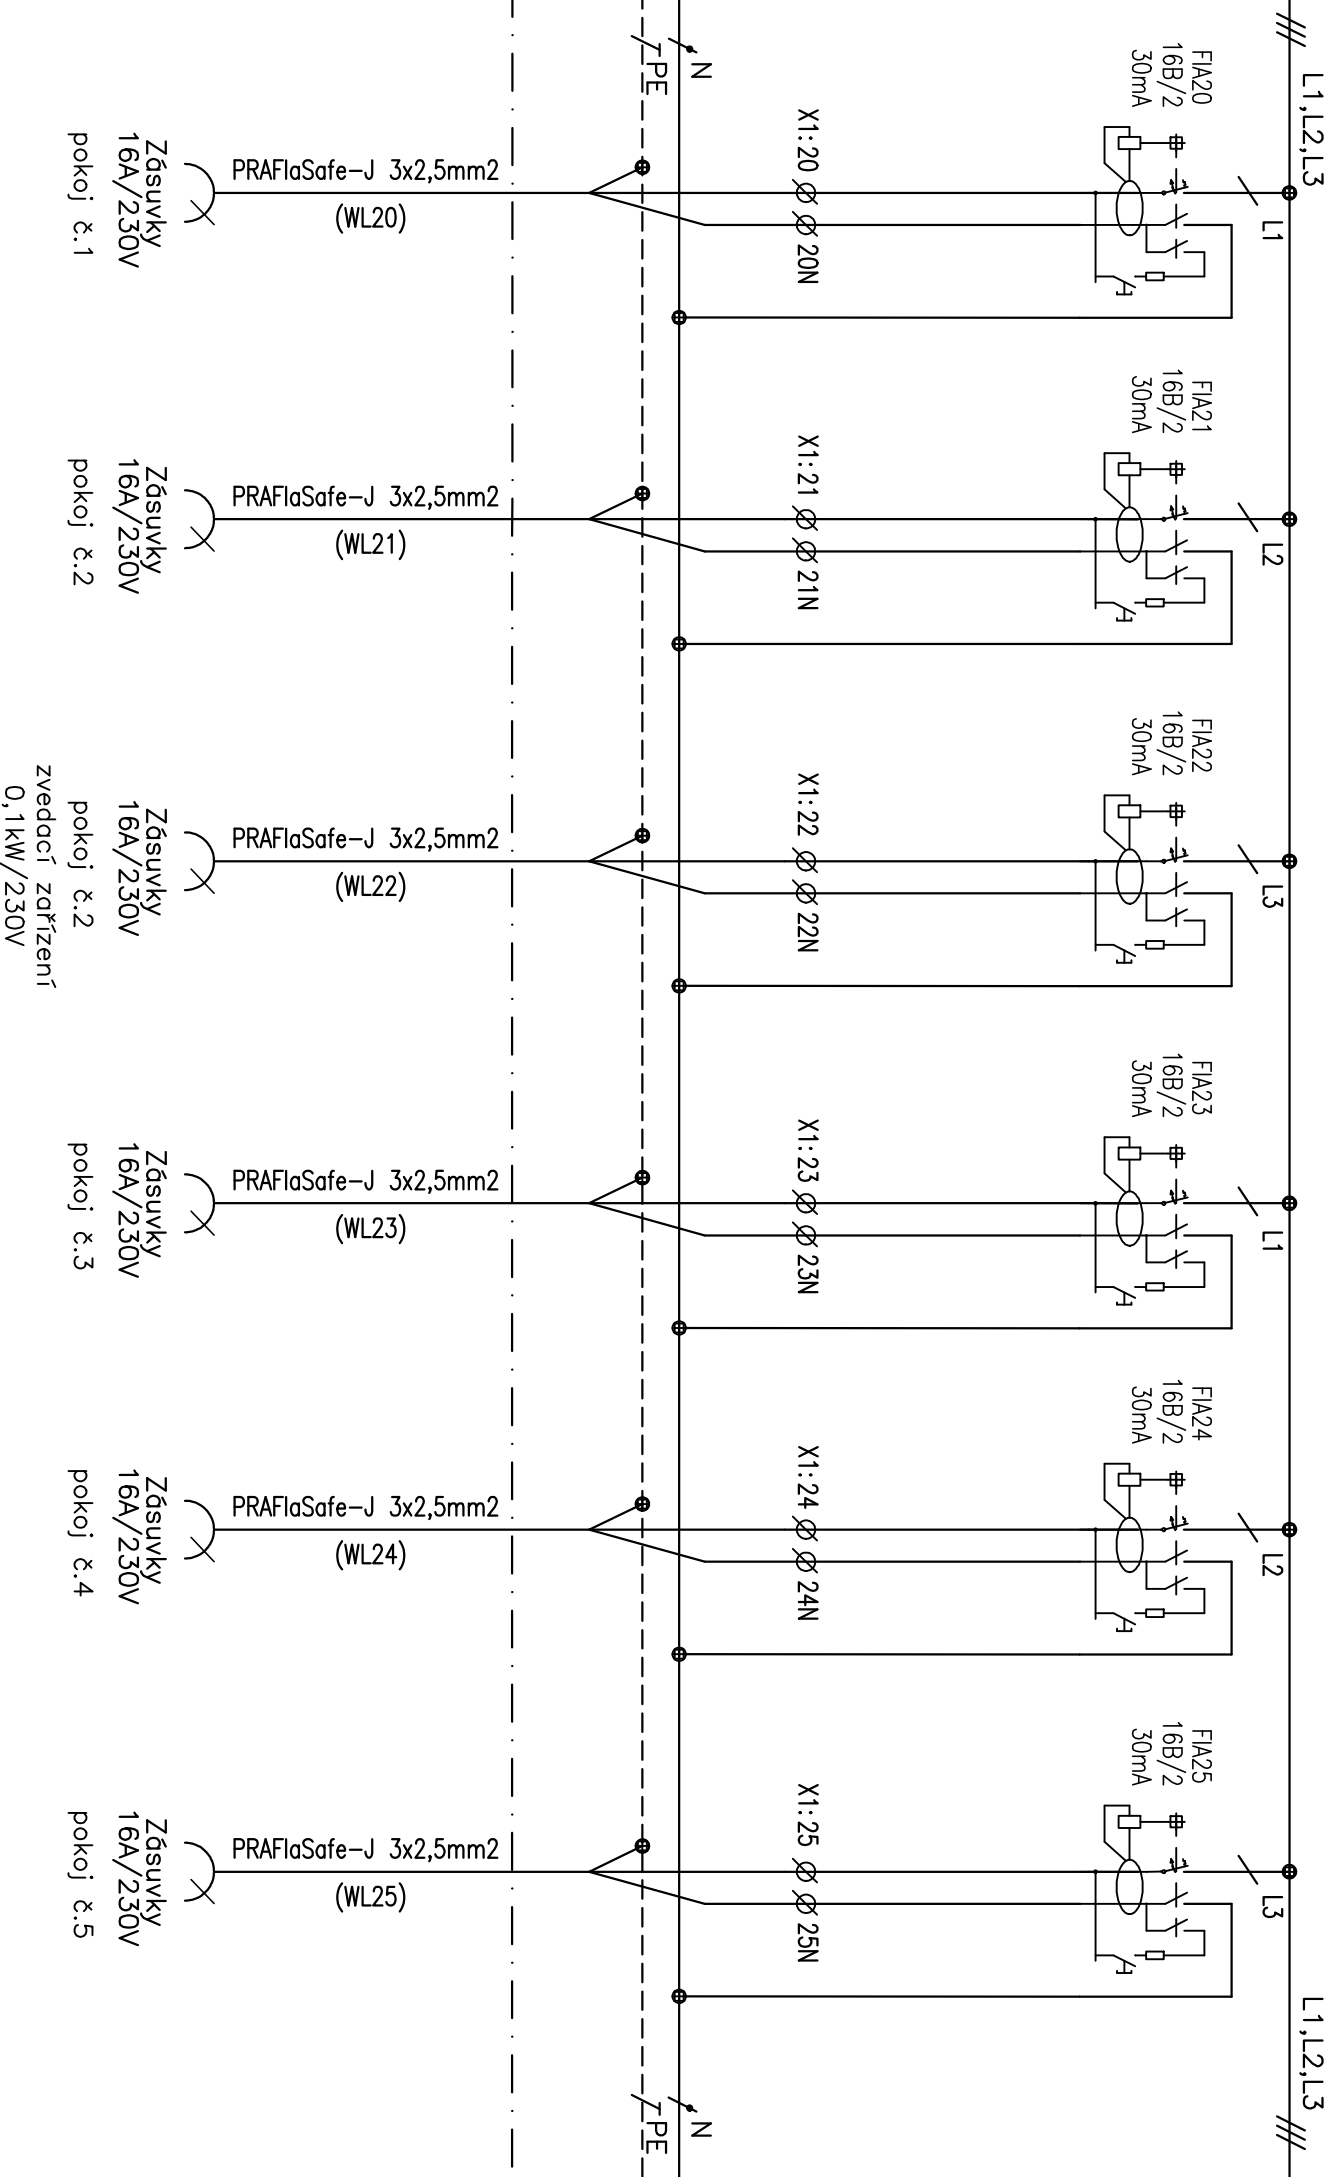 L1,L2,L3
FIA20
16B/2
30mA
L1
X1:20
20N
N
PE
PRAFlaSafe-J 3x2,5mm2
(WL20)
Zásuvky
16A/230V
pokoj č.1
FIA21
16B/2
30mA
L2
X1:21
21N
PRAFlaSafe-J 3x2,5mm2
(WL21)
Zásuvky
16A/230V
pokoj č.2
FIA22
16B/2
30mA
L3
X1:22
22N
PRAFlaSafe-J 3x2,5mm2
(WL22)
Zásuvky
16A/230V
pokoj č.2
zvedací zařízení
0,1kW/230V
FIA23
16B/2
30mA
L1
X1:23
23N
PRAFlaSafe-J 3x2,5mm2
(WL23)
Zásuvky
16A/230V
pokoj č.3
FIA24
16B/2
30mA
L2
X1:24
24N
PRAFlaSafe-J 3x2,5mm2
(WL24)
Zásuvky
16A/230V
pokoj č.4
FIA25
16B/2
30mA
L3
X1:25
25N
PRAFlaSafe-J 3x2,5mm2
(WL25)
Zásuvky
16A/230V
pokoj č.5
L1,L2,L3
N
PE